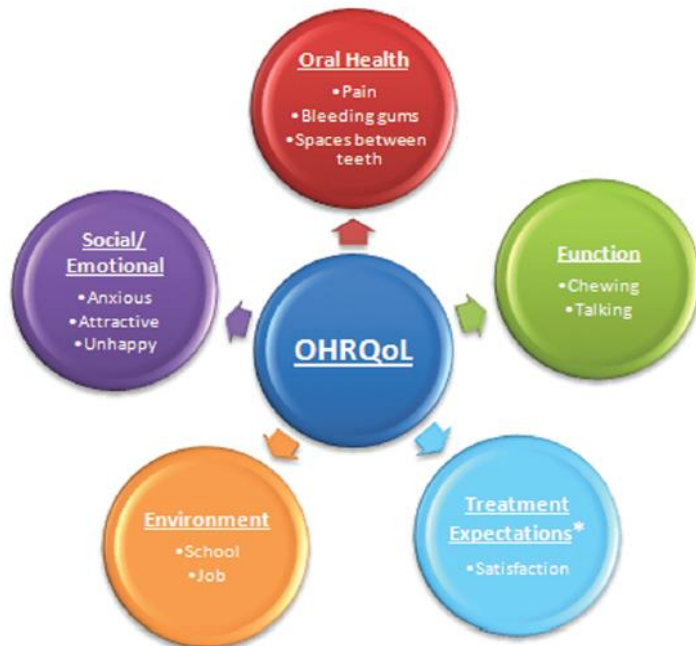 Oral Health
•Pain
•Bleeding gums
•Spaces between
teeth
Social/
Emotional
•Anxious
•Attractive
•Unhappy
Function
•Chewing
•Talking
OHRQoL
Environment
•School
•Job
Treatment
Expectations*
•Satisfaction